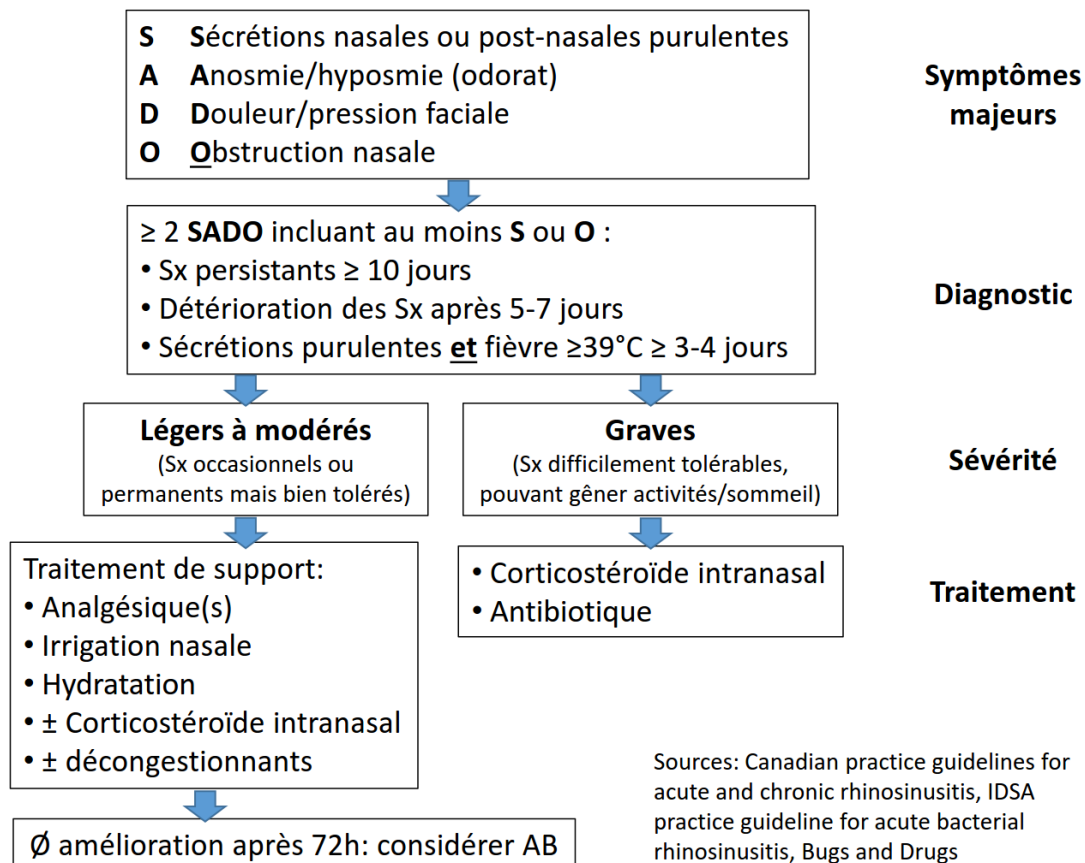 S Sécrétions nasales ou post-nasales purulentes
A Anosmie/hyposmie (odorat)
D Douleur/pression faciale
O Obstruction nasale
Symptômes
majeurs
≥ 2 SADO incluant au moins S ou O :
• Sx persistants ≥ 10 jours
• Détérioration des Sx après 5-7 jours
• Sécrétions purulentes et fièvre ≥39°C ≥ 3-4 jours
Diagnostic
Légers à modérés
(Sx occasionnels ou
permanents mais bien tolérés)
Graves
(Sx difficilement tolérables,
pouvant gêner activités/sommeil)
Sévérité
Traitement de support:
• Analgésique(s)
• Irrigation nasale
• Hydratation
• ± Corticostéroïde intranasal
• ± décongestionnants
• Corticostéroïde intranasal
• Antibiotique
Traitement
Ø amélioration après 72h: considérer AB
Sources: Canadian practice guidelines for
acute and chronic rhinosinusitis, IDSA
practice guideline for acute bacterial
rhinosinusitis, Bugs and Drugs